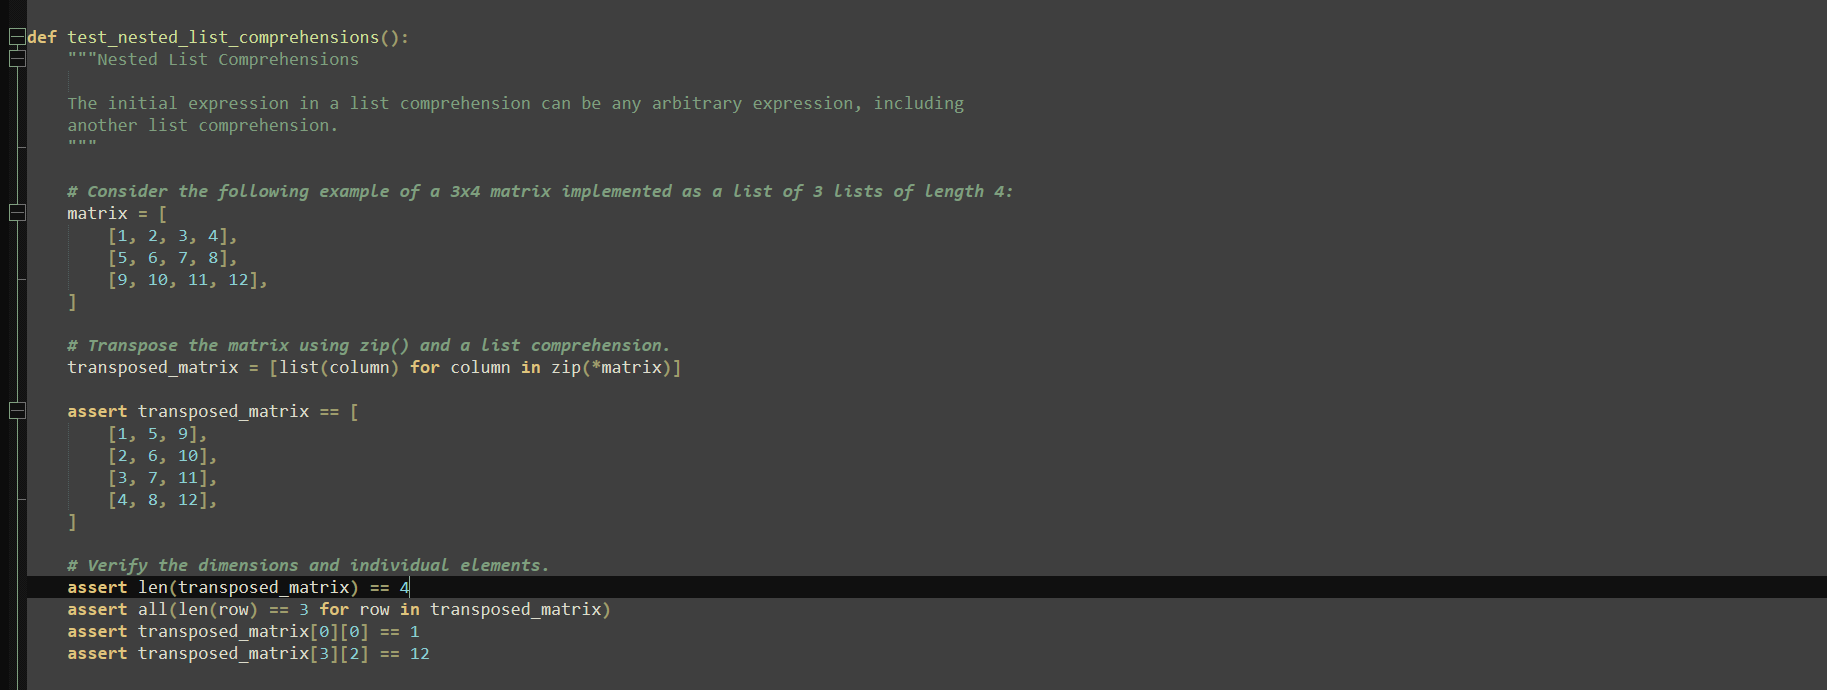 def test_nested_list_comprehensions():
    """Nested List Comprehensions

    The initial expression in a list comprehension can be any arbitrary expression, including
    another list comprehension.
    """

    # Consider the following example of a 3x4 matrix implemented as a list of 3 lists of length 4:
    matrix = [
        [1, 2, 3, 4],
        [5, 6, 7, 8],
        [9, 10, 11, 12],
    ]

    # Transpose the matrix using zip() and a list comprehension.
    transposed_matrix = [list(column) for column in zip(*matrix)]

    assert transposed_matrix == [
        [1, 5, 9],
        [2, 6, 10],
        [3, 7, 11],
        [4, 8, 12],
    ]

    # Verify the dimensions and individual elements.
    assert len(transposed_matrix) == 4
    assert all(len(row) == 3 for row in transposed_matrix)
    assert transposed_matrix[0][0] == 1
    assert transposed_matrix[3][2] == 12